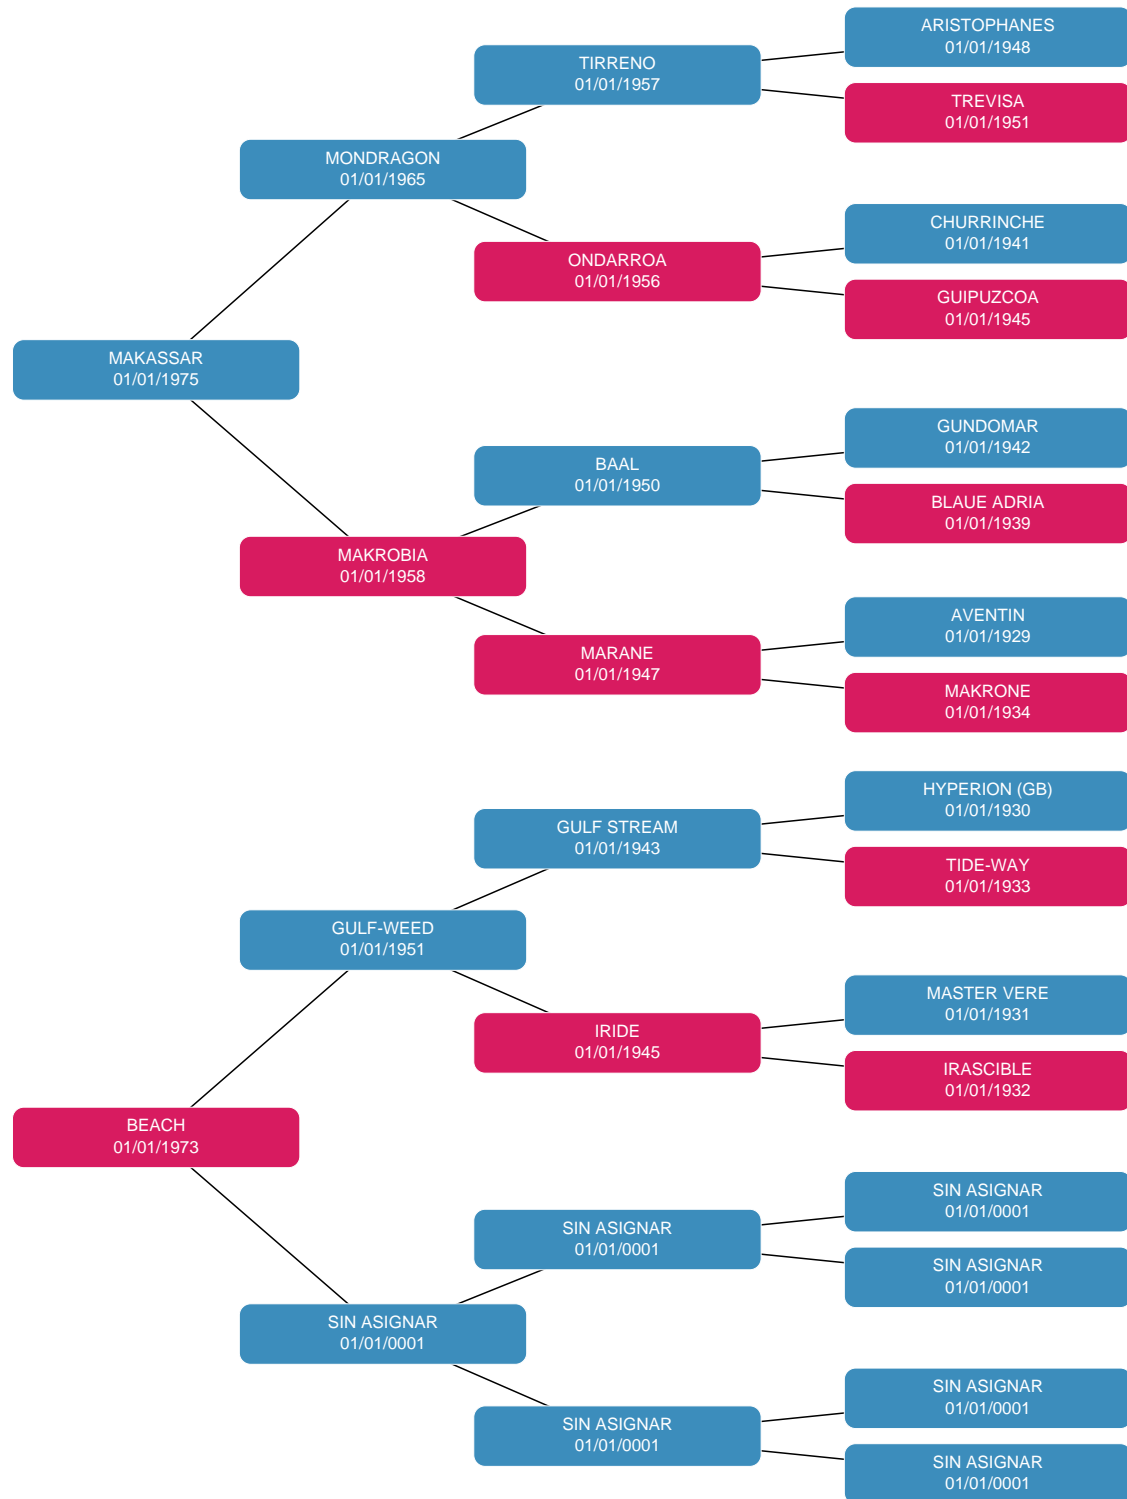 ARISTOPHANES
01/01/1948
TIRRENO
01/01/1957
TREVISA
01/01/1951
MONDRAGON
01/01/1965
CHURRINCHE
01/01/1941
ONDARROA
01/01/1956
GUIPUZCOA
01/01/1945
MAKASSAR
01/01/1975
GUNDOMAR
01/01/1942
BAAL
01/01/1950
BLAUE ADRIA
01/01/1939
MAKROBIA
01/01/1958
AVENTIN
01/01/1929
MARANE
01/01/1947
MAKRONE
01/01/1934
HYPERION (GB)
01/01/1930
GULF STREAM
01/01/1943
TIDE-WAY
01/01/1933
GULF-WEED
01/01/1951
MASTER VERE
01/01/1931
IRIDE
01/01/1945
IRASCIBLE
01/01/1932
BEACH
01/01/1973
SIN ASIGNAR
01/01/0001
SIN ASIGNAR
01/01/0001
SIN ASIGNAR
01/01/0001
SIN ASIGNAR
01/01/0001
SIN ASIGNAR
01/01/0001
SIN ASIGNAR
01/01/0001
SIN ASIGNAR
01/01/0001